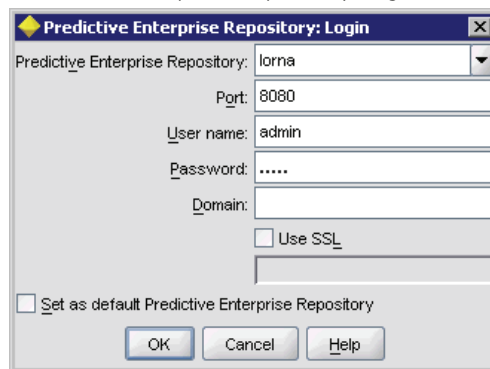 Predictive Enterprise Repository: Login
Predictive Enterprise Repository: lorna
Port: 8080
User name: admin
Password: .....
Domain:
Use SSL
Set as default Predictive Enterprise Repository
OK Cancel Help